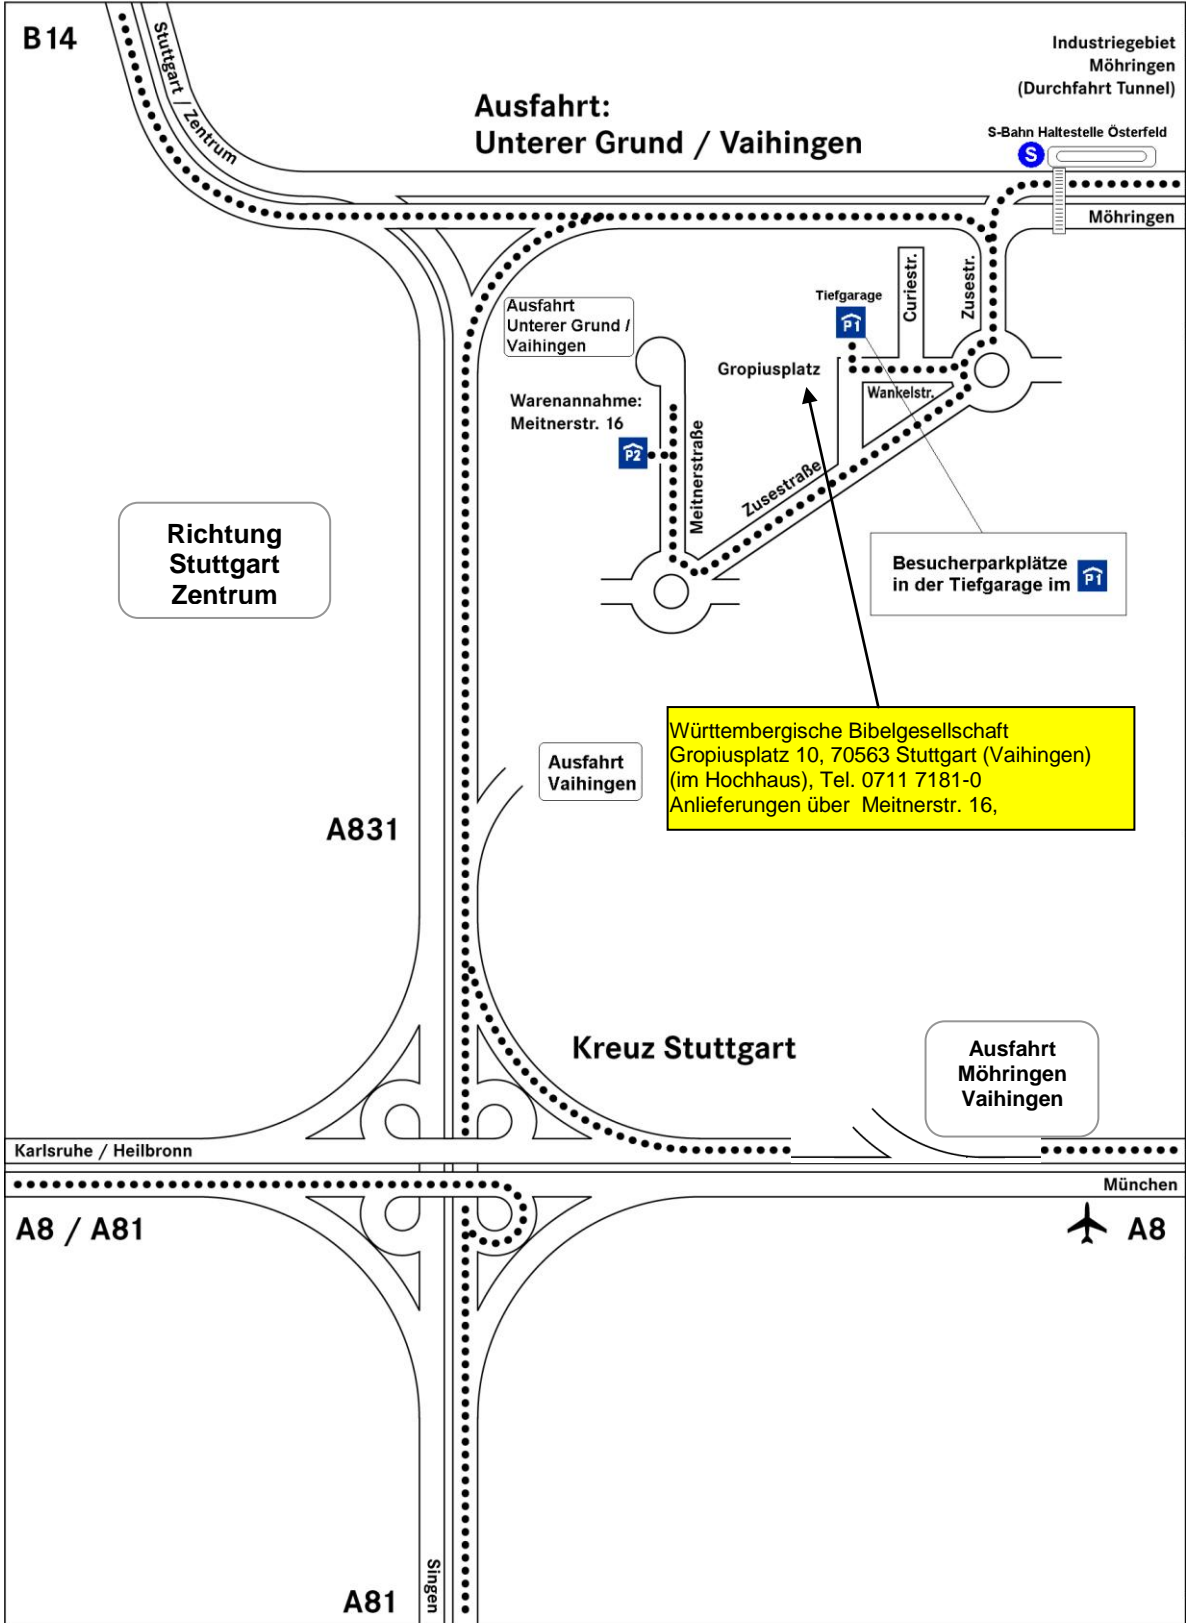 B14
Stuttgart / Zentrum
Industriegebiet
Möhringen
(Durchfahrt Tunnel)
Ausfahrt:
Unterer Grund / Vaihingen
S-Bahn Haltestelle Österfeld
S
Möhringen
Ausfahrt
Unterer Grund /
Vaihingen
Tiefgarage
P1
Curiestr.
Zusestr.
Gropiusplatz
Wankelstr.
Warenannahme:
Meitnerstr. 16
P2
Meitnerstraße
Zusestraße
Richtung
Stuttgart
Zentrum
Besucherparkplätze
in der Tiefgarage im P1
Württembergische Bibelgesellschaft
Gropiusplatz 10, 70563 Stuttgart (Vaihingen)
(im Hochhaus), Tel. 0711 7181-0
Anlieferungen über Meitnerstr. 16,
Ausfahrt
Vaihingen
A831
Kreuz Stuttgart
Ausfahrt
Möhringen
Vaihingen
Karlsruhe / Heilbronn
München
A8 / A81
A8
Singen
A81